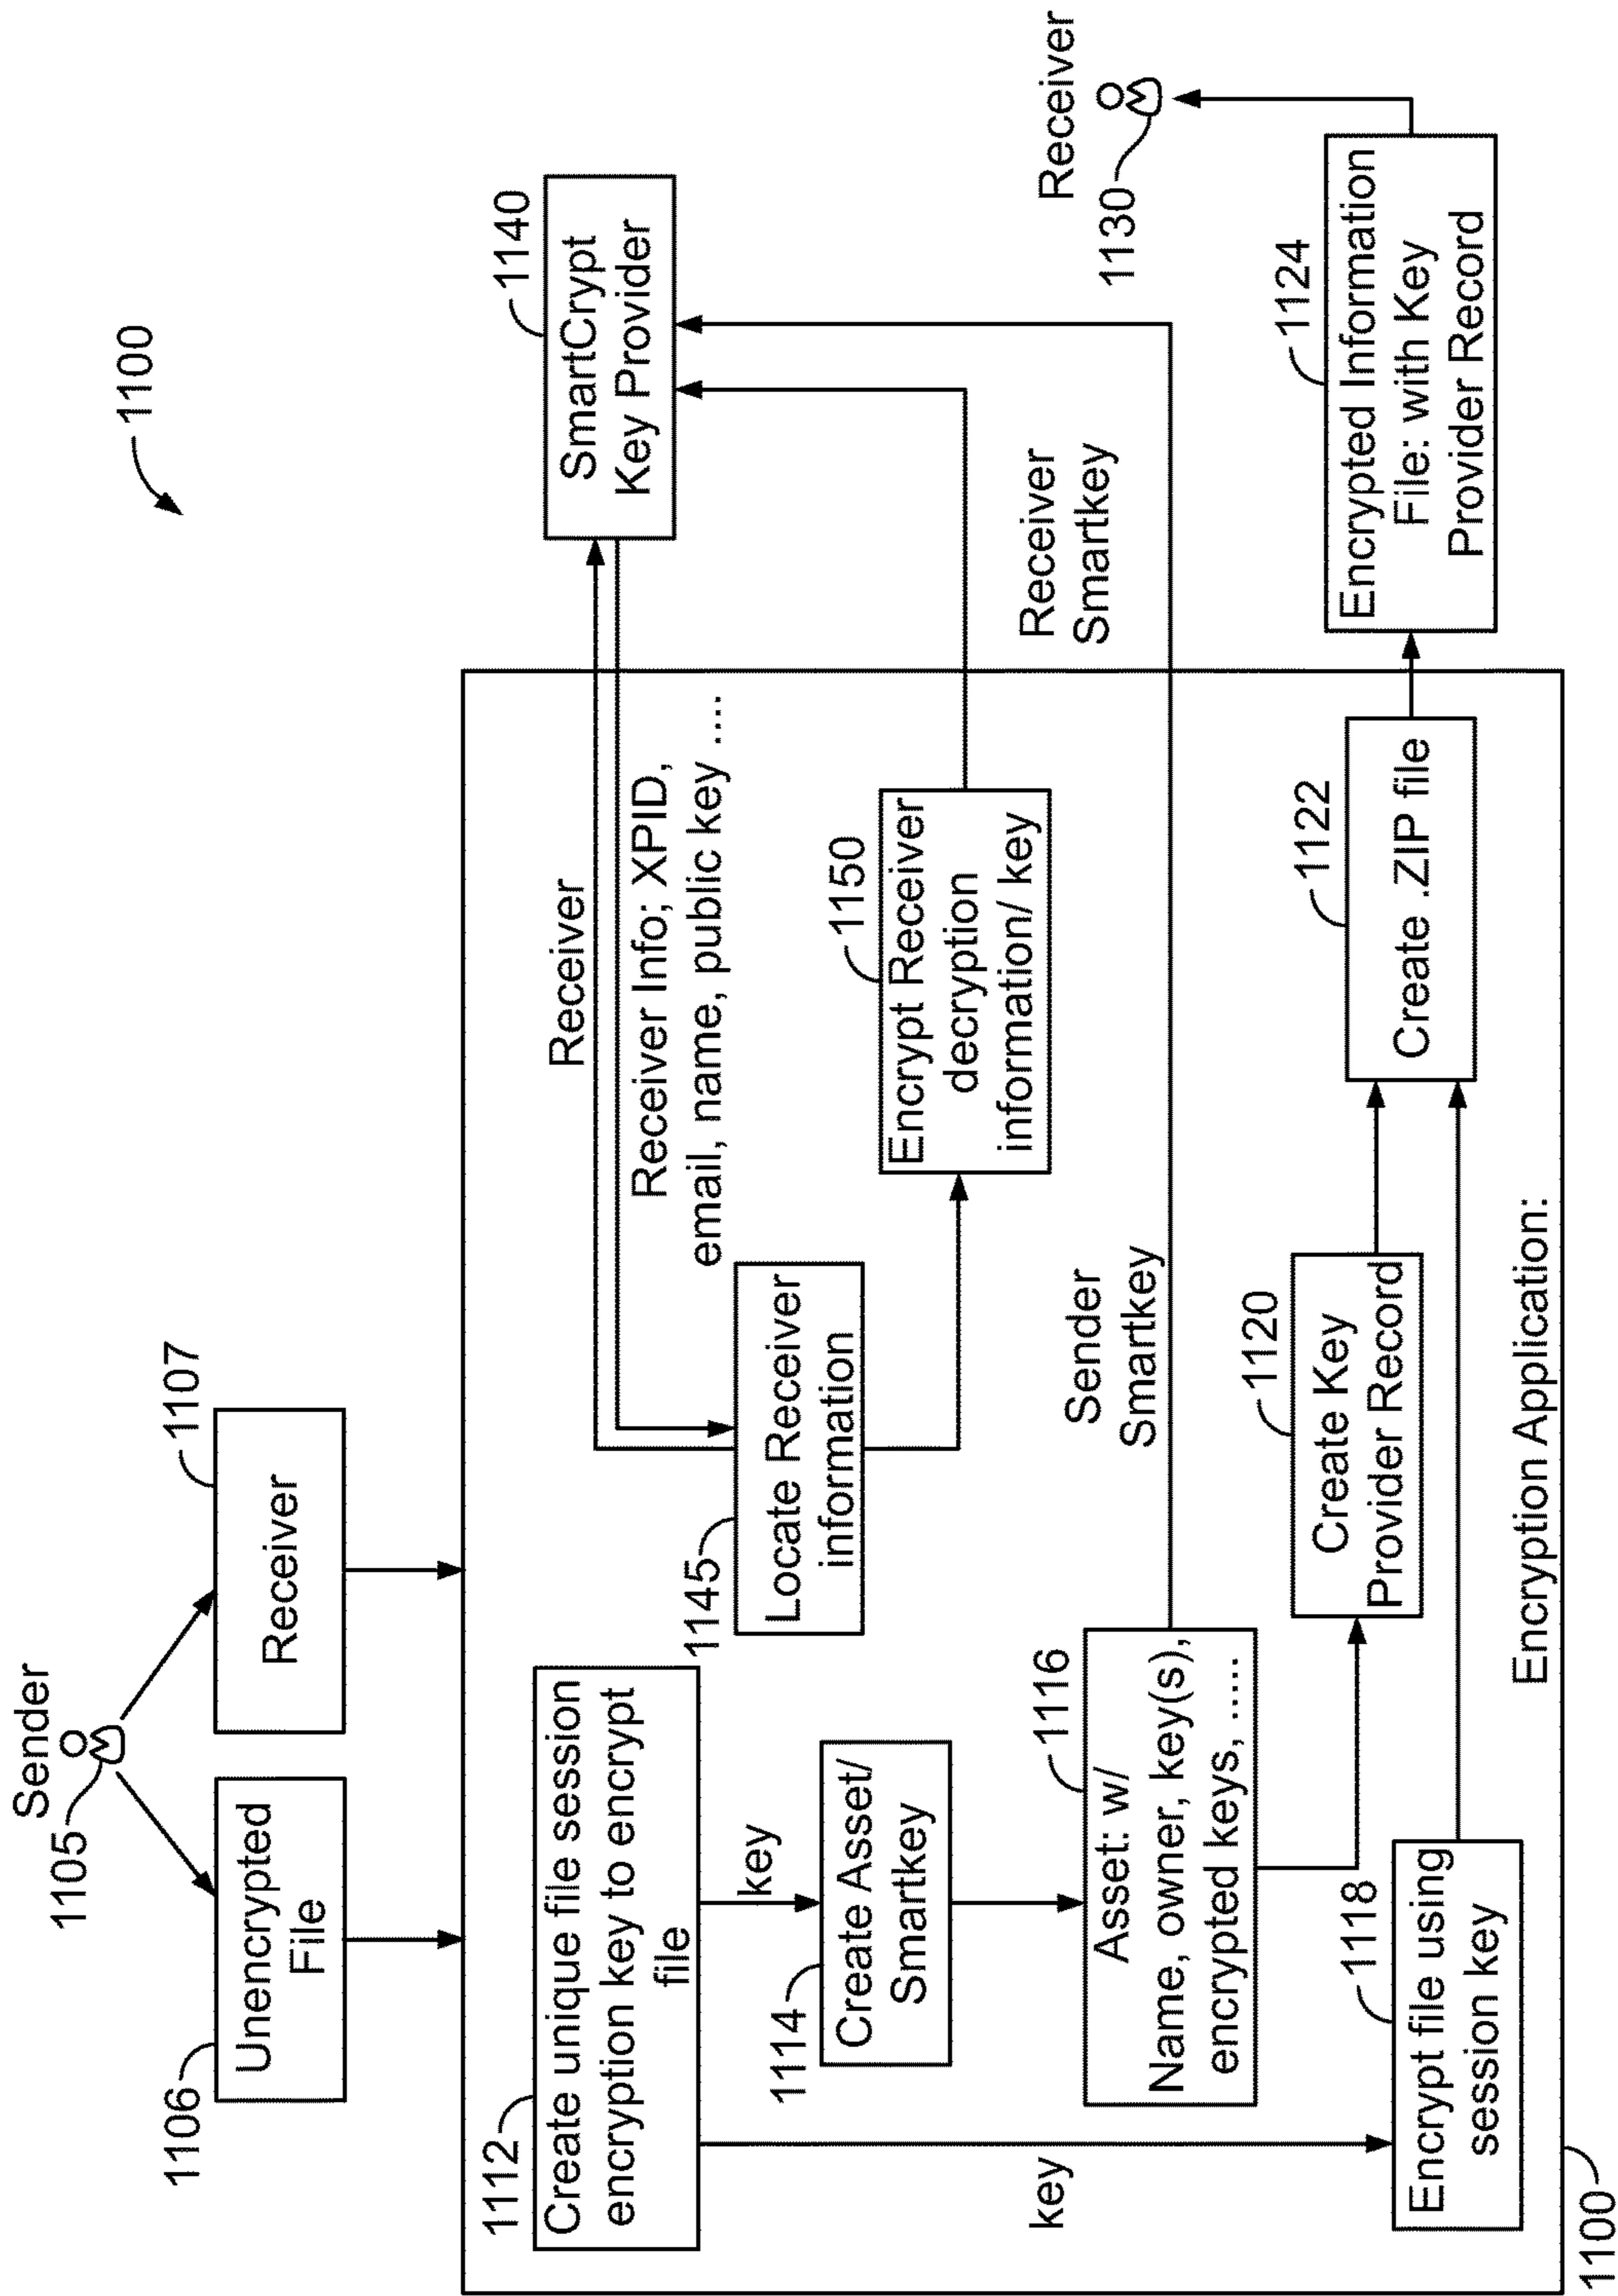 1100
Sender
1105
1106
Unencrypted
File
1107
Receiver
1112
Create unique file session
encryption key to encrypt
file
key
key
1114
Create Asset/
Smartkey
1116
Asset: w/
Name, owner, key(s),
encrypted keys, .....
1118
Encrypt file using
session key
1145
Locate Receiver
information
Receiver
Receiver Info; XPID,
email, name, public key ....
1150
Encrypt Receiver
decryption
information/ key
1140
SmartCrypt
Key Provider
Sender
Smartkey
Receiver
Smartkey
1120
Create Key
Provider Record
1122
Create .ZIP file
1124
Encrypted Information
File: with Key
Provider Record
Receiver
1130
Encryption Application:
1100